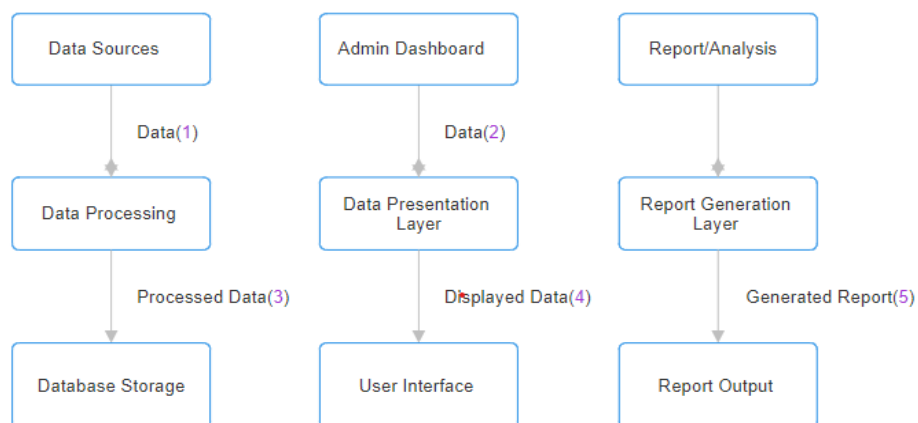 Data Sources
Admin Dashboard
Report/Analysis
Data(1)
Data(2)
Data Processing
Data Presentation
Layer
Report Generation
Layer
Processed Data(3)
Displayed Data(4)
Generated Report(5)
Database Storage
User Interface
Report Output